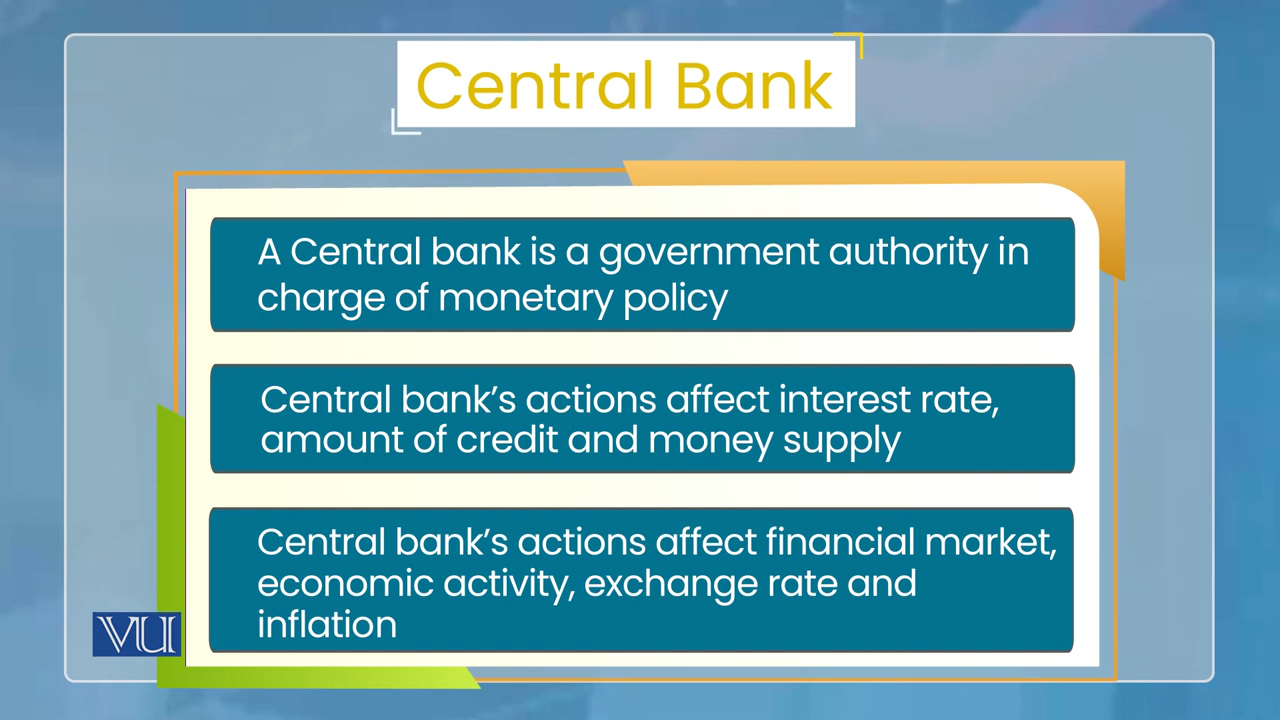 Central Bank
A Central bank is a government authority in
charge of monetary policy
Central bank’s actions affect interest rate,
amount of credit and money supply
Central bank’s actions affect financial market,
economic activity, exchange rate and
inflation
VU